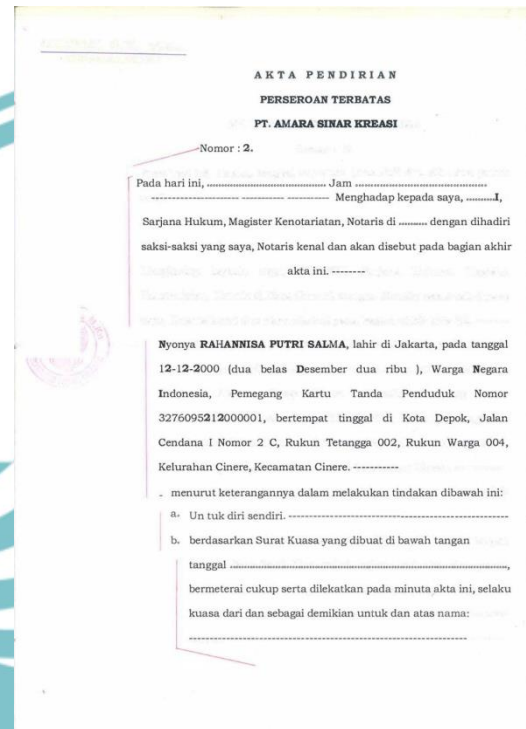 AKTA PENDIRIAN
PERSEROAN TERBATAS
PT. AMARA SINAR KREASI
Nomor : 2.
Pada hari ini, ............................................ Jam ................................................
---------------------------- ----------- ----------- Menghadap kepada saya, ..........I,
Sarjana Hukum, Magister Kenotariatan, Notaris di .......... dengan dihadiri
saksi-saksi yang saya, Notaris kenal dan akan disebut pada bagian akhir
akta ini. --------
Nyonya RAHANNISA PUTRI SALMA, lahir di Jakarta, pada tanggal
12-12-2000 (dua belas Desember dua ribu ), Warga Negara
Indonesia, Pemegang Kartu Tanda Penduduk Nomor
3276095212000001, bertempat tinggal di Kota Depok, Jalan
Cendana I Nomor 2 C, Rukun Tetangga 002, Rukun Warga 004,
Kelurahan Cinere, Kecamatan Cinere. -----------
- menurut keterangannya dalam melakukan tindakan dibawah ini:
a. Un tuk diri sendiri. ------------------------------------------------------
b. berdasarkan Surat Kuasa yang dibuat di bawah tangan
tanggal ......................................................................................................,
bermeterai cukup serta dilekatkan pada minuta akta ini, selaku
kuasa dari dan sebagai demikian untuk dan atas nama:
--------------------------------------------------------------------